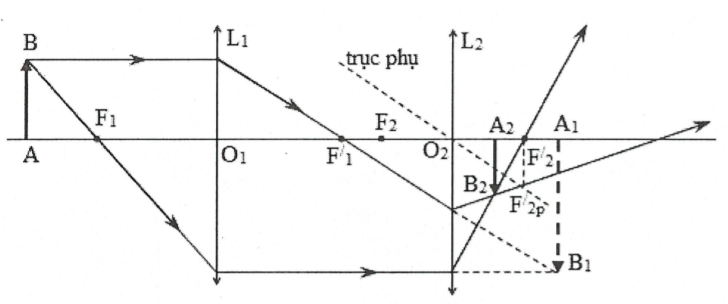 B L₁ L₂
trục phụ
F₁ F₂ A₂ A₁
A O₁ F'₁ O₂ F'₂
B₂ F'₂ₚ
B₁